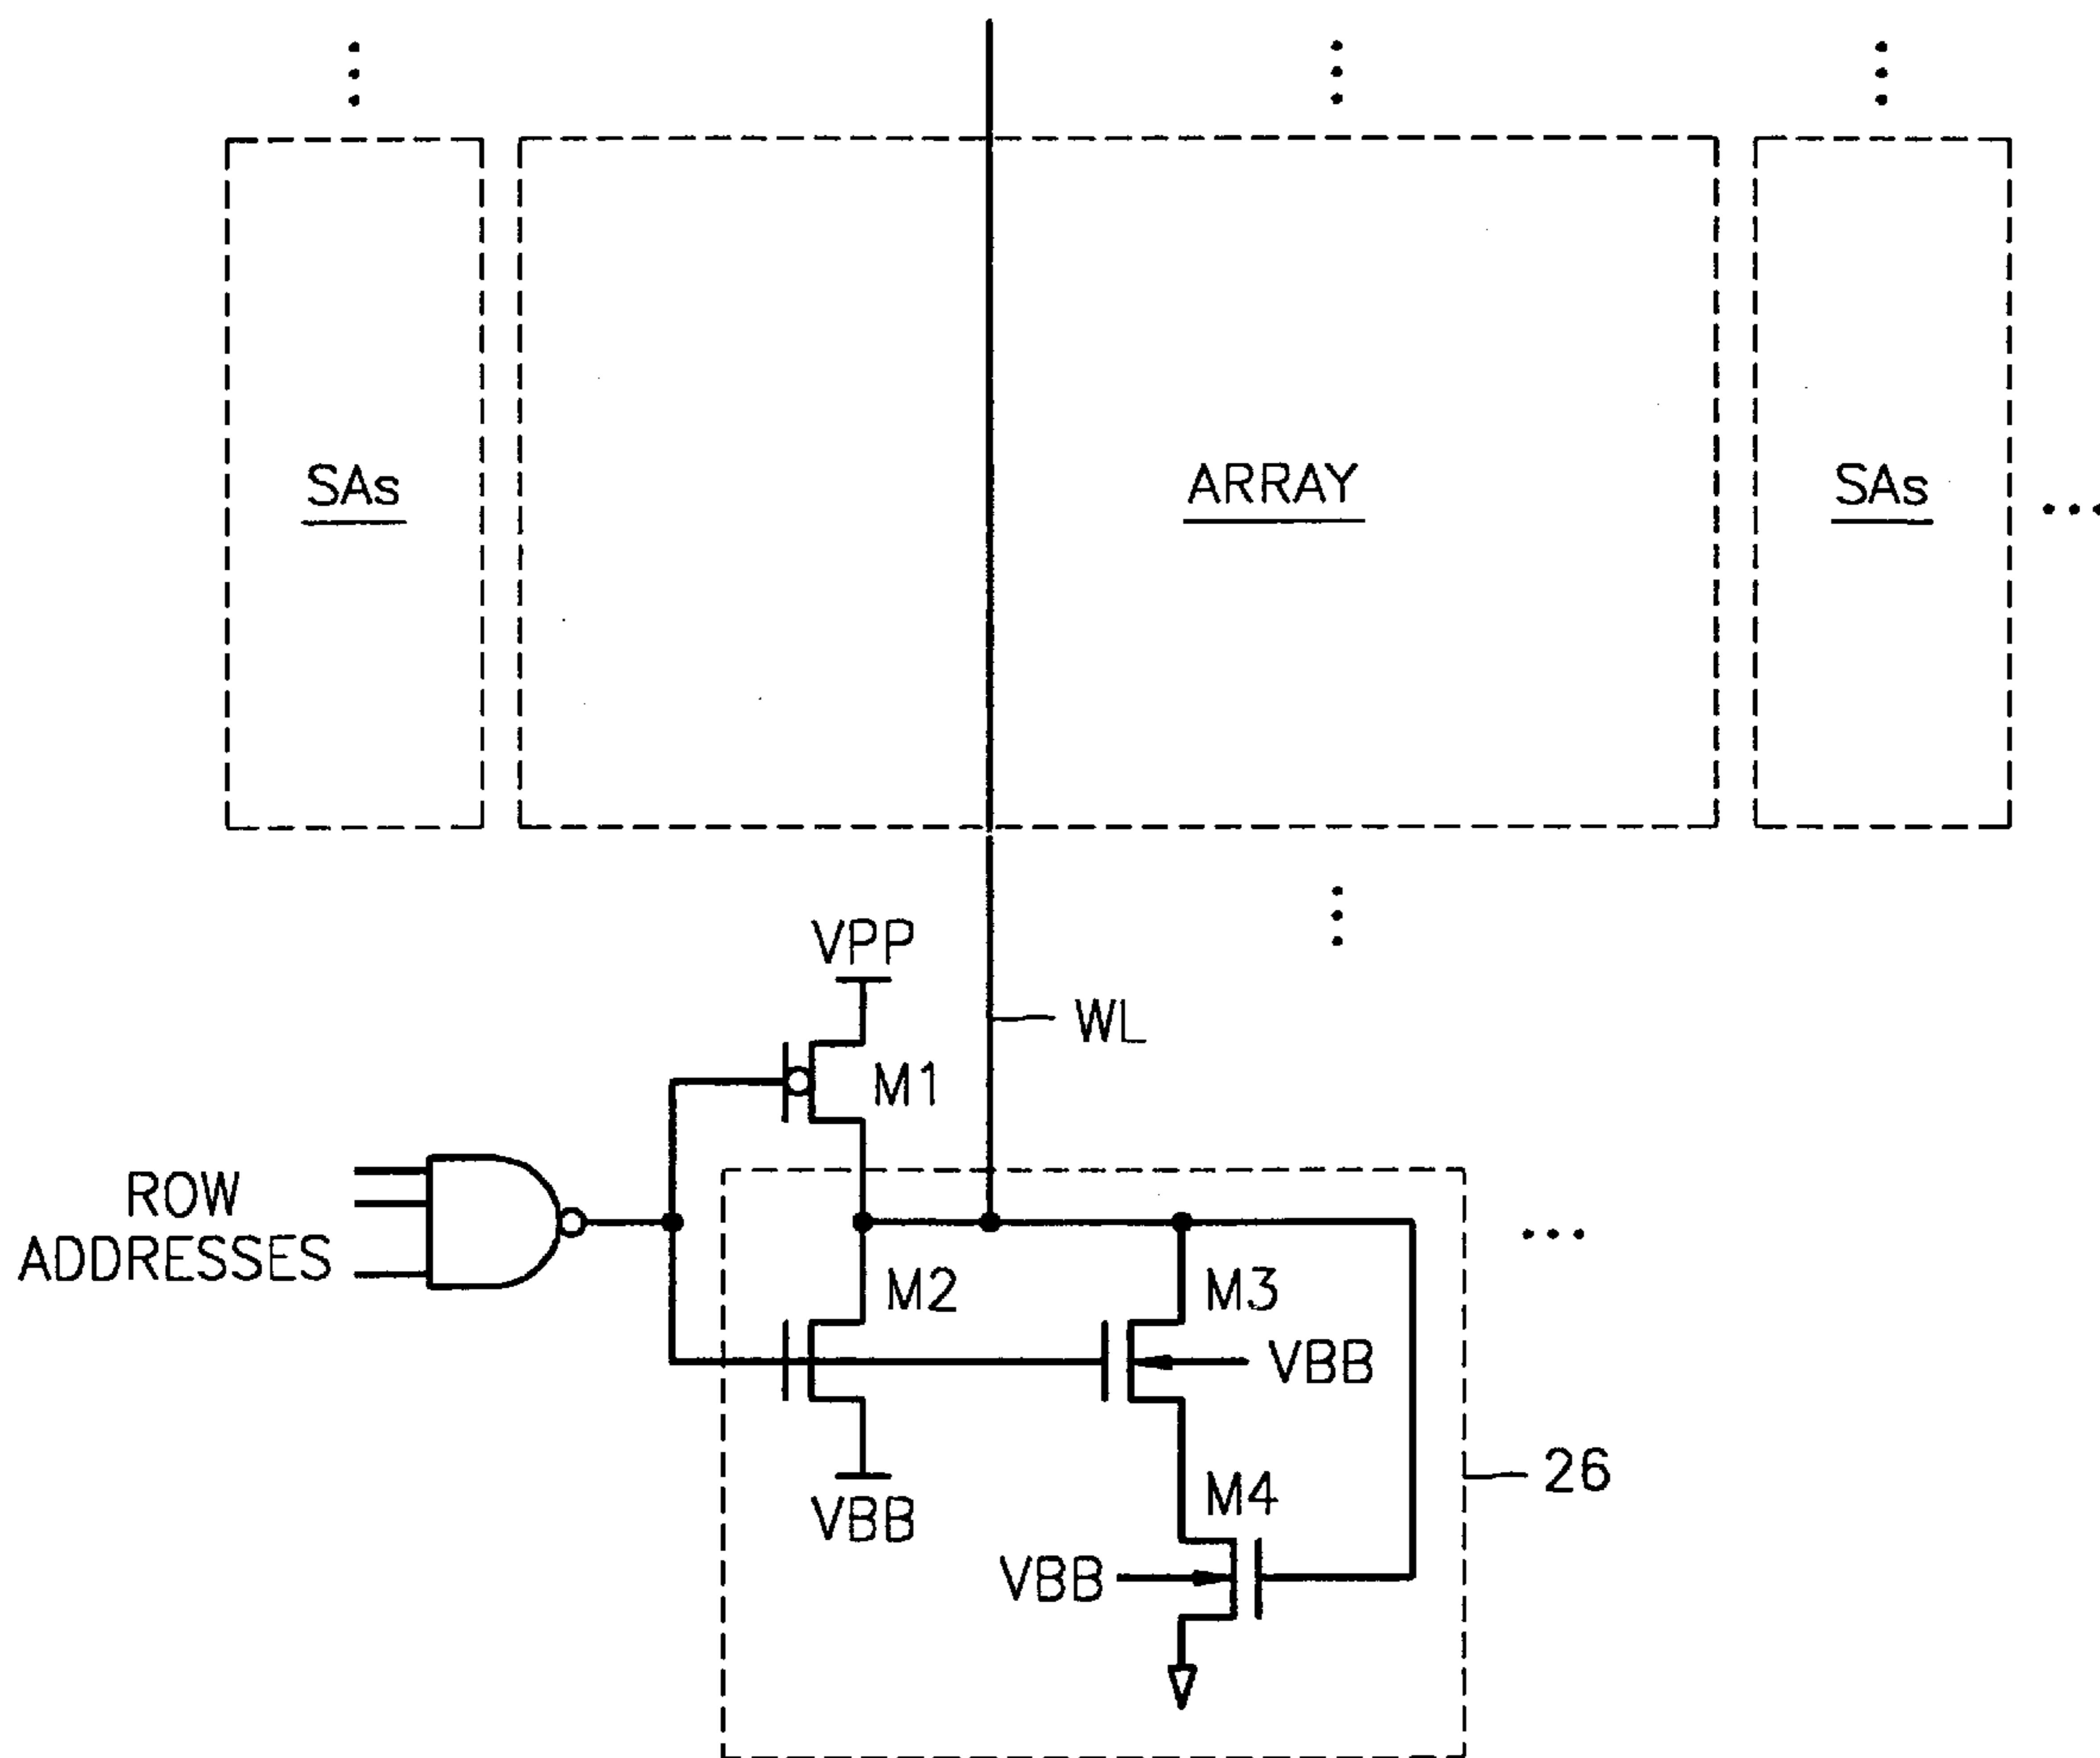 SAs
ARRAY
SAs
VPP
WL
M1
ROW
ADDRESSES
M2
M3
VBB
26
M4
VBB
VBB